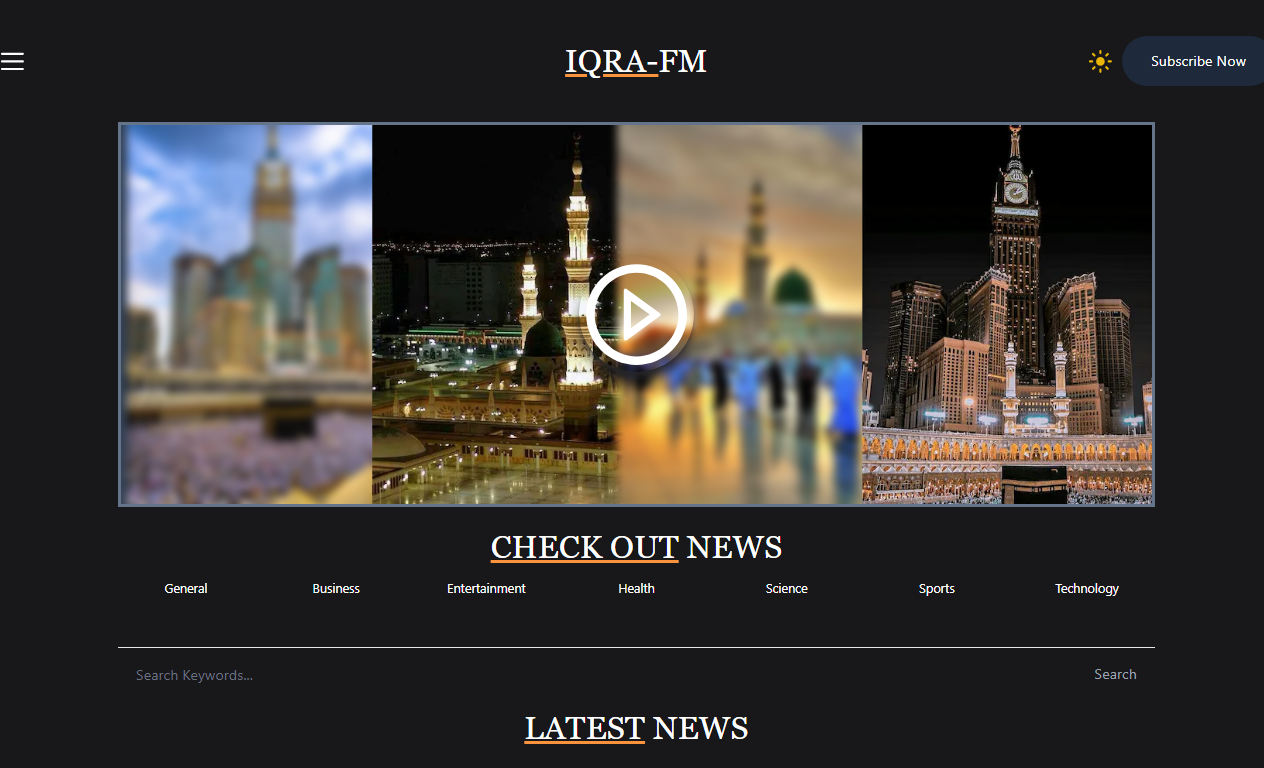 IQRA-FM
Subscribe Now
CHECK OUT NEWS
General Business Entertainment Health Science Sports Technology
Search Keywords... Search
LATEST NEWS